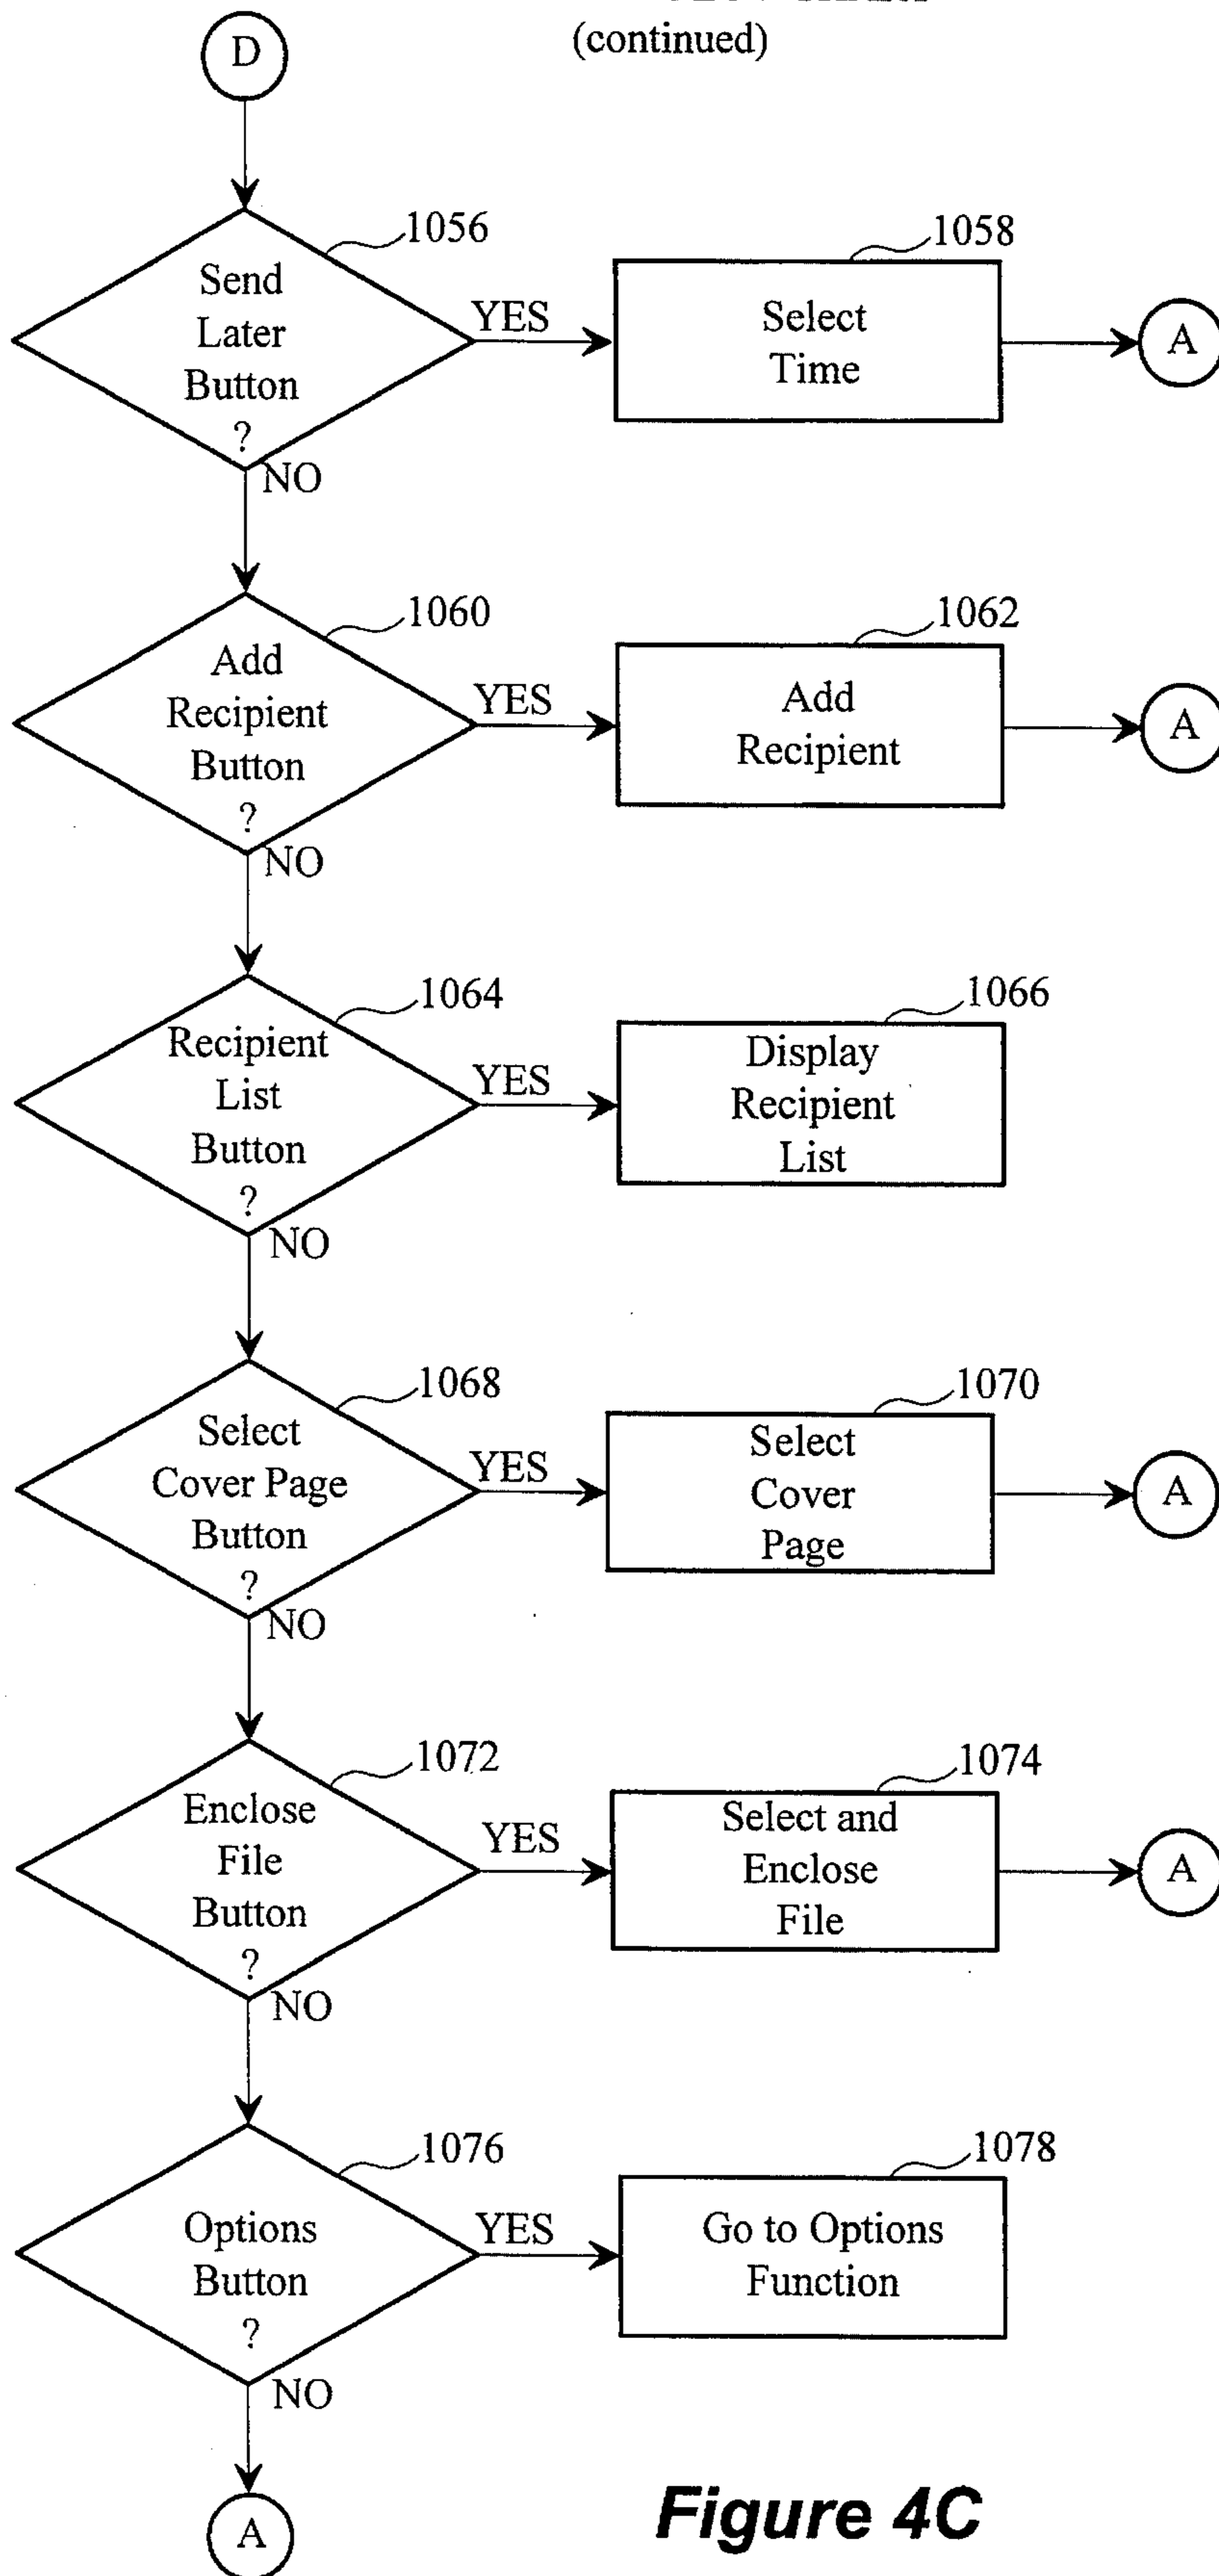 (continued)
D
1056
Send
Later
Button
?
YES
1058
Select
Time
A
NO
1060
Add
Recipient
Button
?
YES
1062
Add
Recipient
A
NO
1064
Recipient
List
Button
?
YES
1066
Display
Recipient
List
NO
1068
Select
Cover Page
Button
?
YES
1070
Select
Cover
Page
A
NO
1072
Enclose
File
Button
?
YES
1074
Select and
Enclose
File
A
NO
1076
Options
Button
?
YES
1078
Go to Options
Function
NO
A
Figure 4C